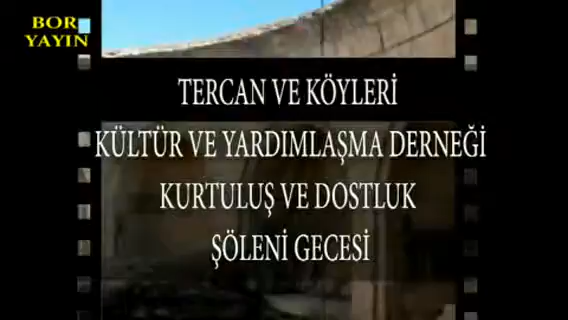 BOR
YAYIN
TERCAN VE KÖYLERİ
KÜLTÜR VE YARDIMLAŞMA DERNEĞİ
KURTULUŞ VE DOSTLUK
ŞÖLENİ GECESİ